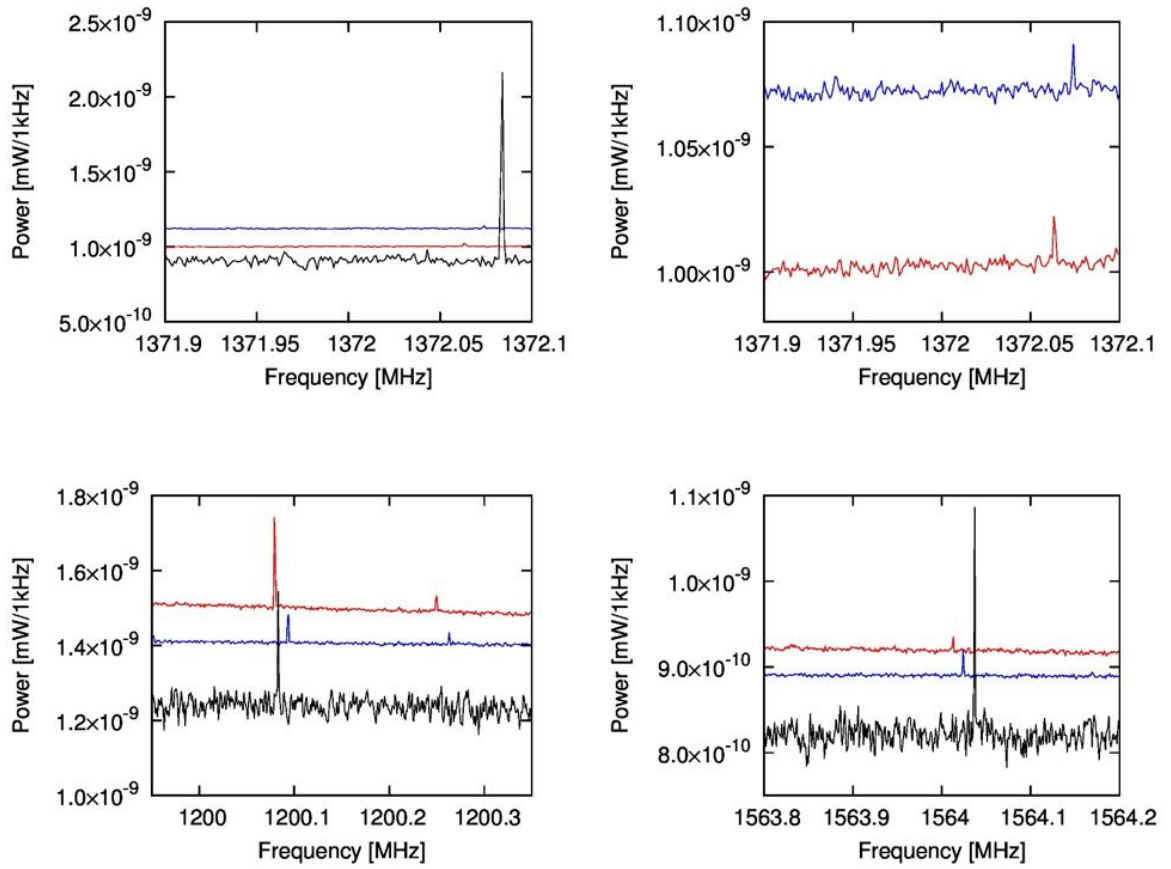 2.5×10⁻⁹
2.0×10⁻⁹
1.5×10⁻⁹
1.0×10⁻⁹
5.0×10⁻¹⁰
Power [mW/1kHz]
1371.9 1371.95 1372 1372.05 1372.1
Frequency [MHz]
1.10×10⁻⁹
1.05×10⁻⁹
1.00×10⁻⁹
Power [mW/1kHz]
1371.9 1371.95 1372 1372.05 1372.1
Frequency [MHz]
1.8×10⁻⁹
1.6×10⁻⁹
1.4×10⁻⁹
1.2×10⁻⁹
1.0×10⁻⁹
Power [mW/1kHz]
1200 1200.1 1200.2 1200.3
Frequency [MHz]
1.1×10⁻⁹
1.0×10⁻⁹
9.0×10⁻¹⁰
8.0×10⁻¹⁰
Power [mW/1kHz]
1563.8 1563.9 1564 1564.1 1564.2
Frequency [MHz]